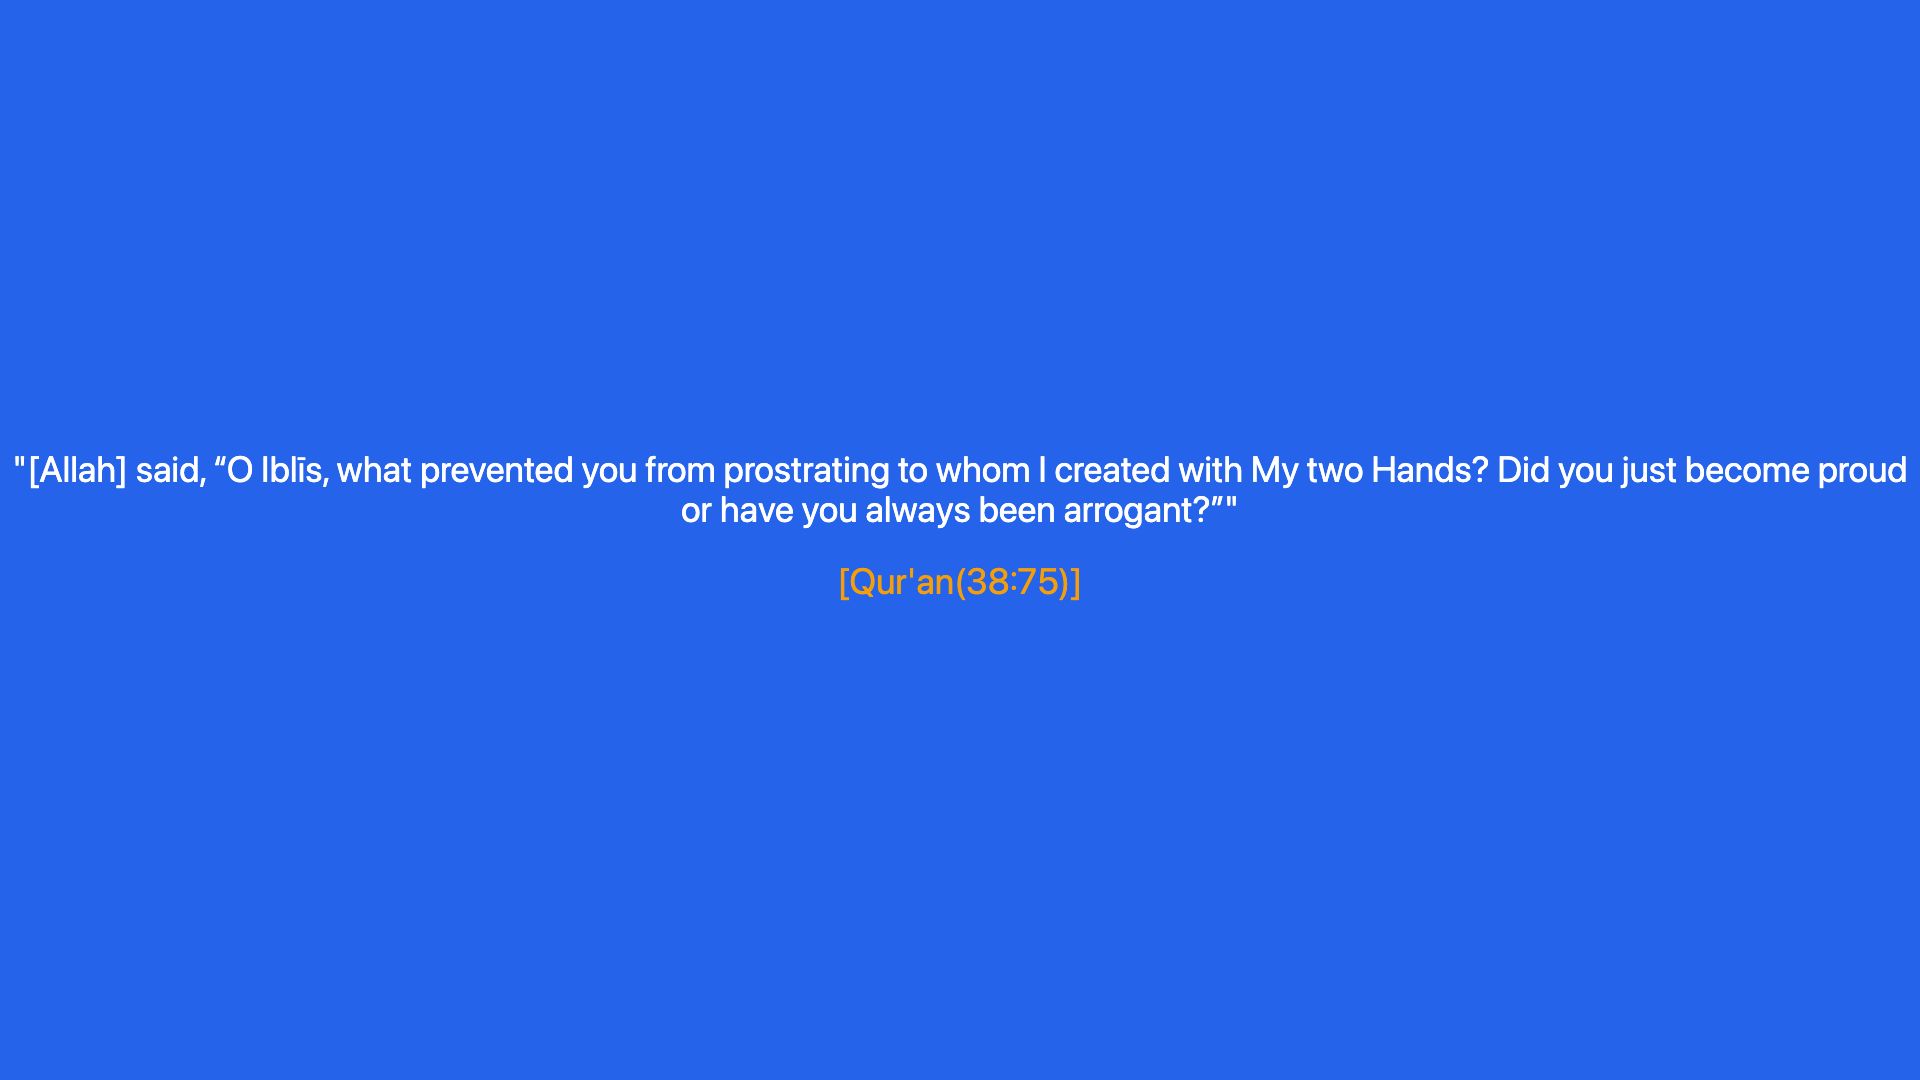 "[Allah] said, “O Iblīs, what prevented you from prostrating to whom I created with My two Hands? Did you just become proud
or have you always been arrogant?”"
[Qur'an(38:75)]